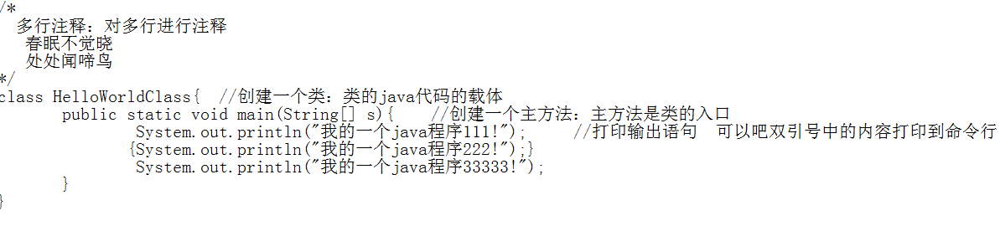 /*
  多行注释：对多行进行注释
   春眠不觉晓
   处处闻啼鸟
*/
class HelloWorldClass{  //创建一个类：类的java代码的载体
       public static void main(String[] s){    //创建一个主方法：主方法是类的入口
               System.out.println("我的一个java程序111!");     //打印输出语句  可以吧双引号中的内容打印到命令行
              {System.out.println("我的一个java程序222!");}
               System.out.println("我的一个java程序33333!");
       }
}